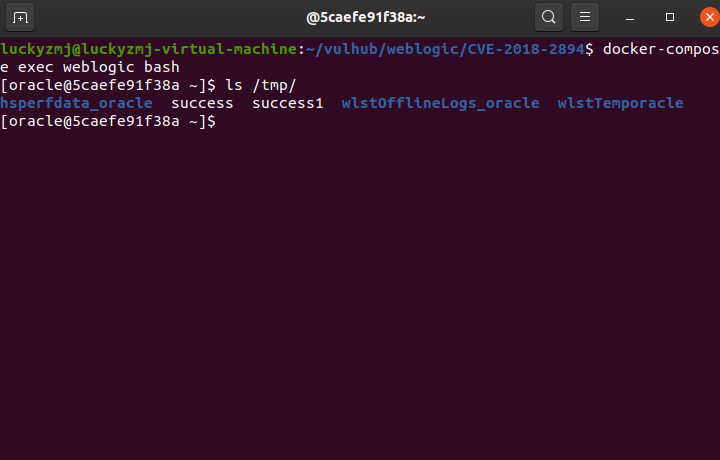 @5caefe91f38a:~
luckyzmj@luckyzmj-virtual-machine:~/vulhub/weblogic/CVE-2018-2894$ docker-compos
e exec weblogic bash
[oracle@5caefe91f38a ~]$ ls /tmp/
hsperfdata_oracle  success  success1  wlstOfflineLogs_oracle  wlstTemporacle
[oracle@5caefe91f38a ~]$